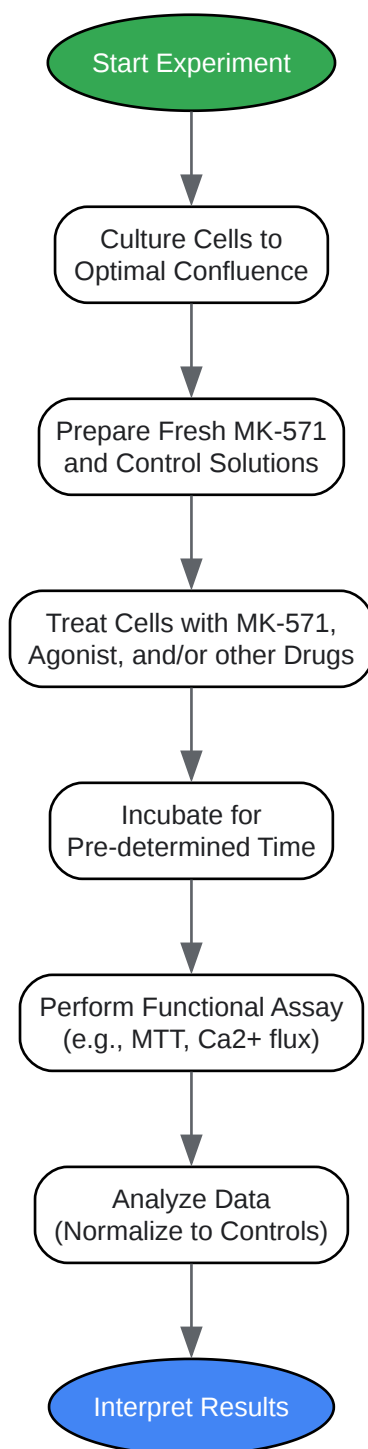 Start Experiment
Culture Cells to
Optimal Confluence
Prepare Fresh MK-571
and Control Solutions
Treat Cells with MK-571,
Agonist, and/or other Drugs
Incubate for
Pre-determined Time
Perform Functional Assay
(e.g., MTT, Ca2+ flux)
Analyze Data
(Normalize to Controls)
Interpret Results